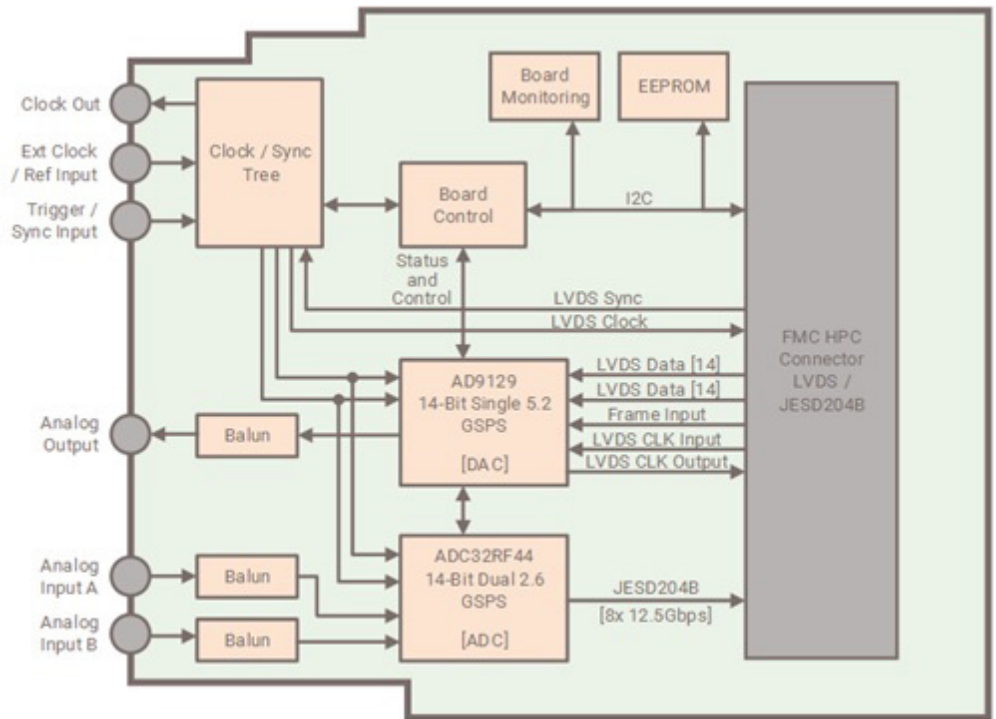 Clock Out
Ext Clock
/ Ref Input
Trigger /
Sync Input
Clock / Sync
Tree
Board
Monitoring
EEPROM
Board
Control
I2C
Status
and
Control
LVDS Sync
LVDS Clock
FMC HPC
Connector
LVDS /
JESD204B
AD9129
14-Bit Single 5.2
GSPS
[DAC]
LVDS Data [14]
LVDS Data [14]
Frame Input
LVDS CLK Input
LVDS CLK Output
Analog
Output
Balun
Analog
Input A
Balun
Analog
Input B
Balun
ADC32RF44
14-Bit Dual 2.6
GSPS
[ADC]
JESD204B
[8x 12.5Gbps]